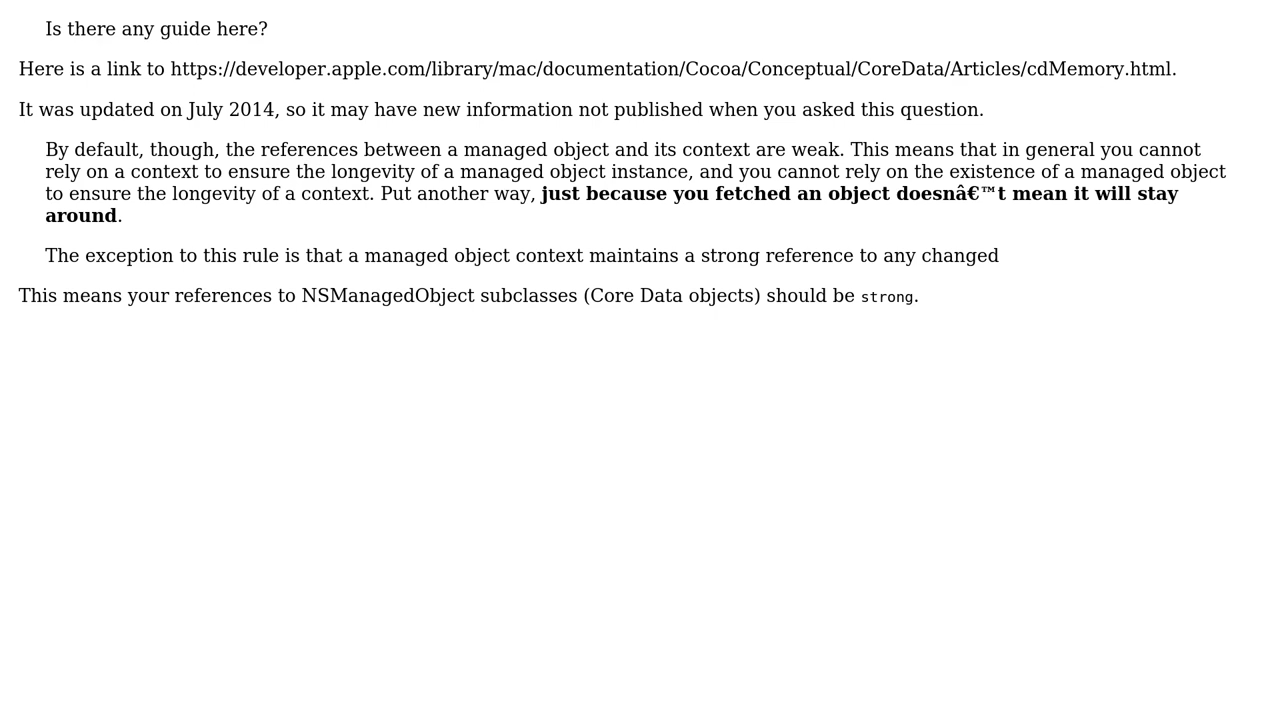 Is there any guide here?
Here is a link to https://developer.apple.com/library/mac/documentation/Cocoa/Conceptual/CoreData/Articles/cdMemory.html.
It was updated on July 2014, so it may have new information not published when you asked this question.
By default, though, the references between a managed object and its context are weak. This means that in general you cannot
rely on a context to ensure the longevity of a managed object instance, and you cannot rely on the existence of a managed object
to ensure the longevity of a context. Put another way, just because you fetched an object doesnâ€™t mean it will stay
around.
The exception to this rule is that a managed object context maintains a strong reference to any changed
This means your references to NSManagedObject subclasses (Core Data objects) should be strong.